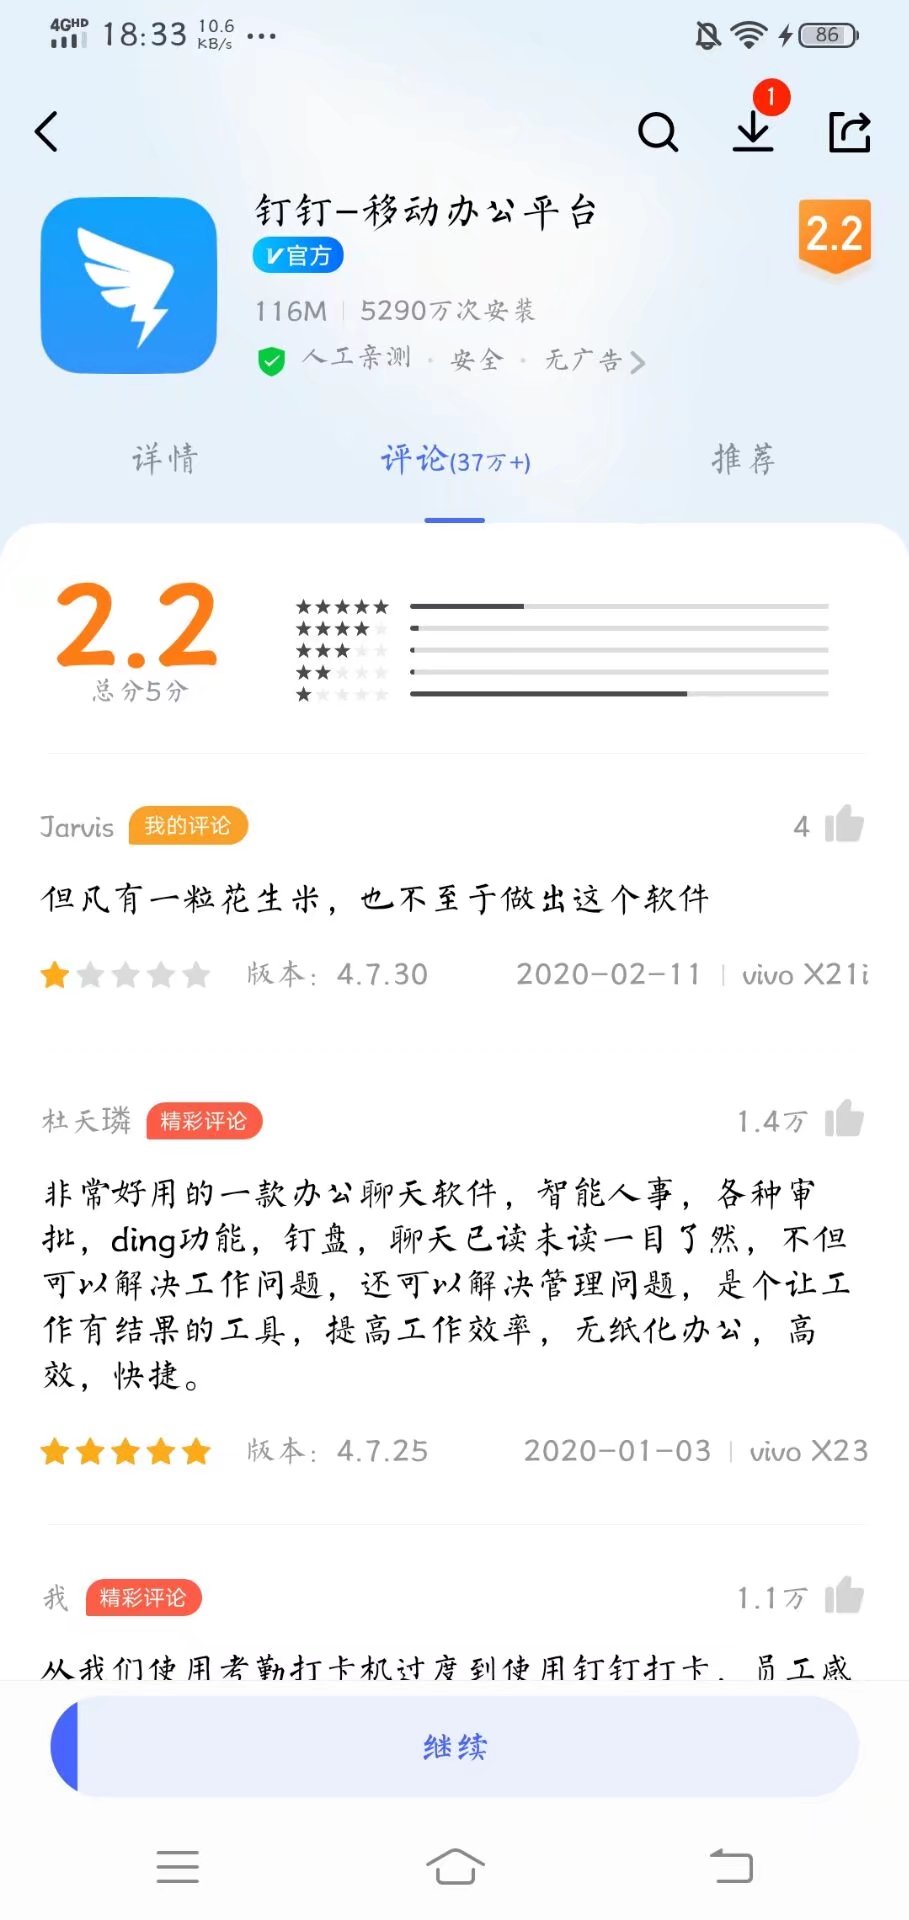 4GHD 18:33 10.6 KB/s ... 86
1
钉钉-移动办公平台
官方
2.2
116M | 5290万次安装
人工亲测 · 安全 · 无广告
详情 评论(37万+) 推荐
2.2
总分5分
Jarvis 我的评论 4
但凡有一粒花生米，也不至于做出这个软件
版本：4.7.30 2020-02-11 | vivo X21i
杜天璘 精彩评论 1.4万
非常好用的一款办公聊天软件，智能人事，各种审
批，ding功能，钉盘，聊天已读未读一目了然，不但
可以解决工作问题，还可以解决管理问题，是个让工
作有结果的工具，提高工作效率，无纸化办公，高
效，快捷。
版本：4.7.25 2020-01-03 | vivo X23
我 精彩评论 1.1万
从我们使用考勤打卡机过度到使用钉钉打卡，员工感
继续